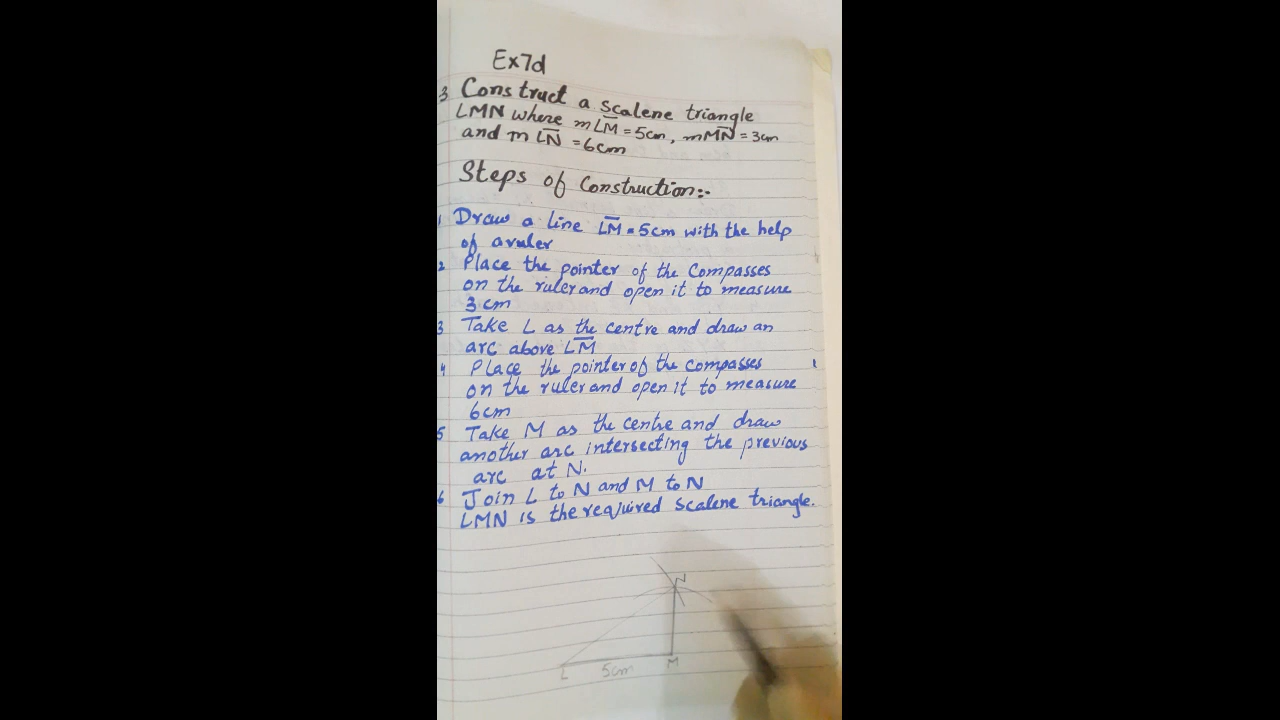 Ex7d
3 Construct a scalene triangle
LMN where mLM = 5cm, mMN = 3cm
and m LN = 6cm
Steps of Construction:-
1 Draw a line LM = 5cm with the help
of a ruler
2 Place the pointer of the Compasses
on the ruler and open it to measure
3 cm
3 Take L as the centre and draw an
arc above LM
4 Place the pointer of the compasses
on the ruler and open it to measure
6cm
5 Take M as the centre and draw
another arc intersecting the previous
arc at N.
6 Join L to N and M to N
LMN is the required scalene triangle.
N
L 5cm M